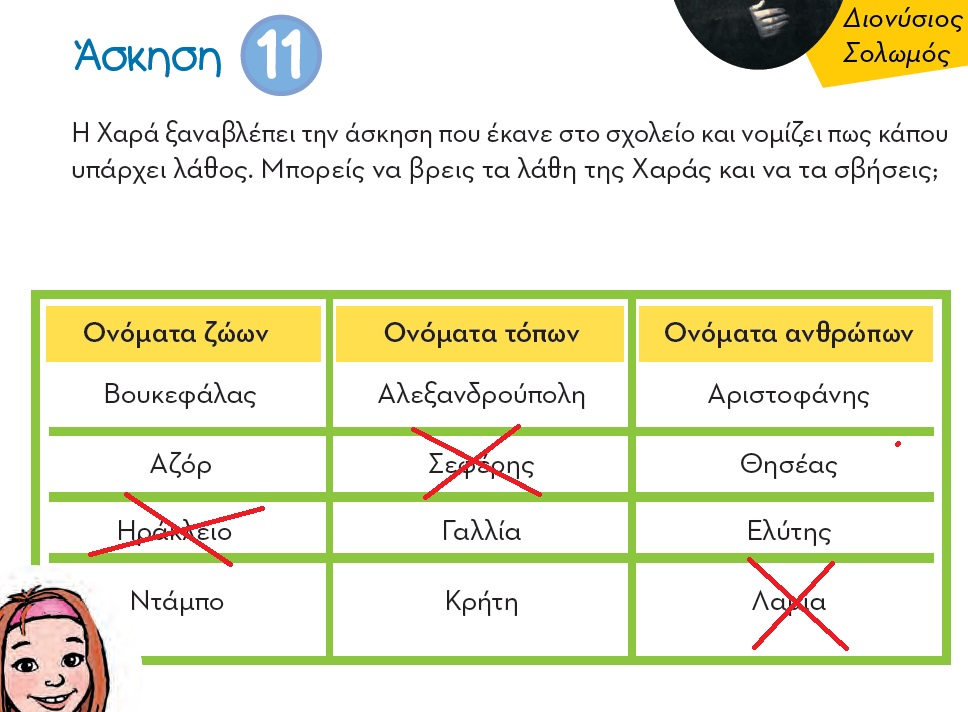 Διονύσιος
Σολωμός
Άσκηση 11
Η Χαρά ξαναβλέπει την άσκηση που έκανε στο σχολείο και νομίζει πως κάπου
υπάρχει λάθος. Μπορείς να βρεις τα λάθη της Χαράς και να τα σβήσεις;
Ονόματα ζώων Ονόματα τόπων Ονόματα ανθρώπων
Βουκεφάλας Αλεξανδρούπολη Αριστοφάνης
Αζόρ Σεφέρης Θησέας
Ηράκλειο Γαλλία Ελύτης
Ντάμπο Κρήτη Λαμία